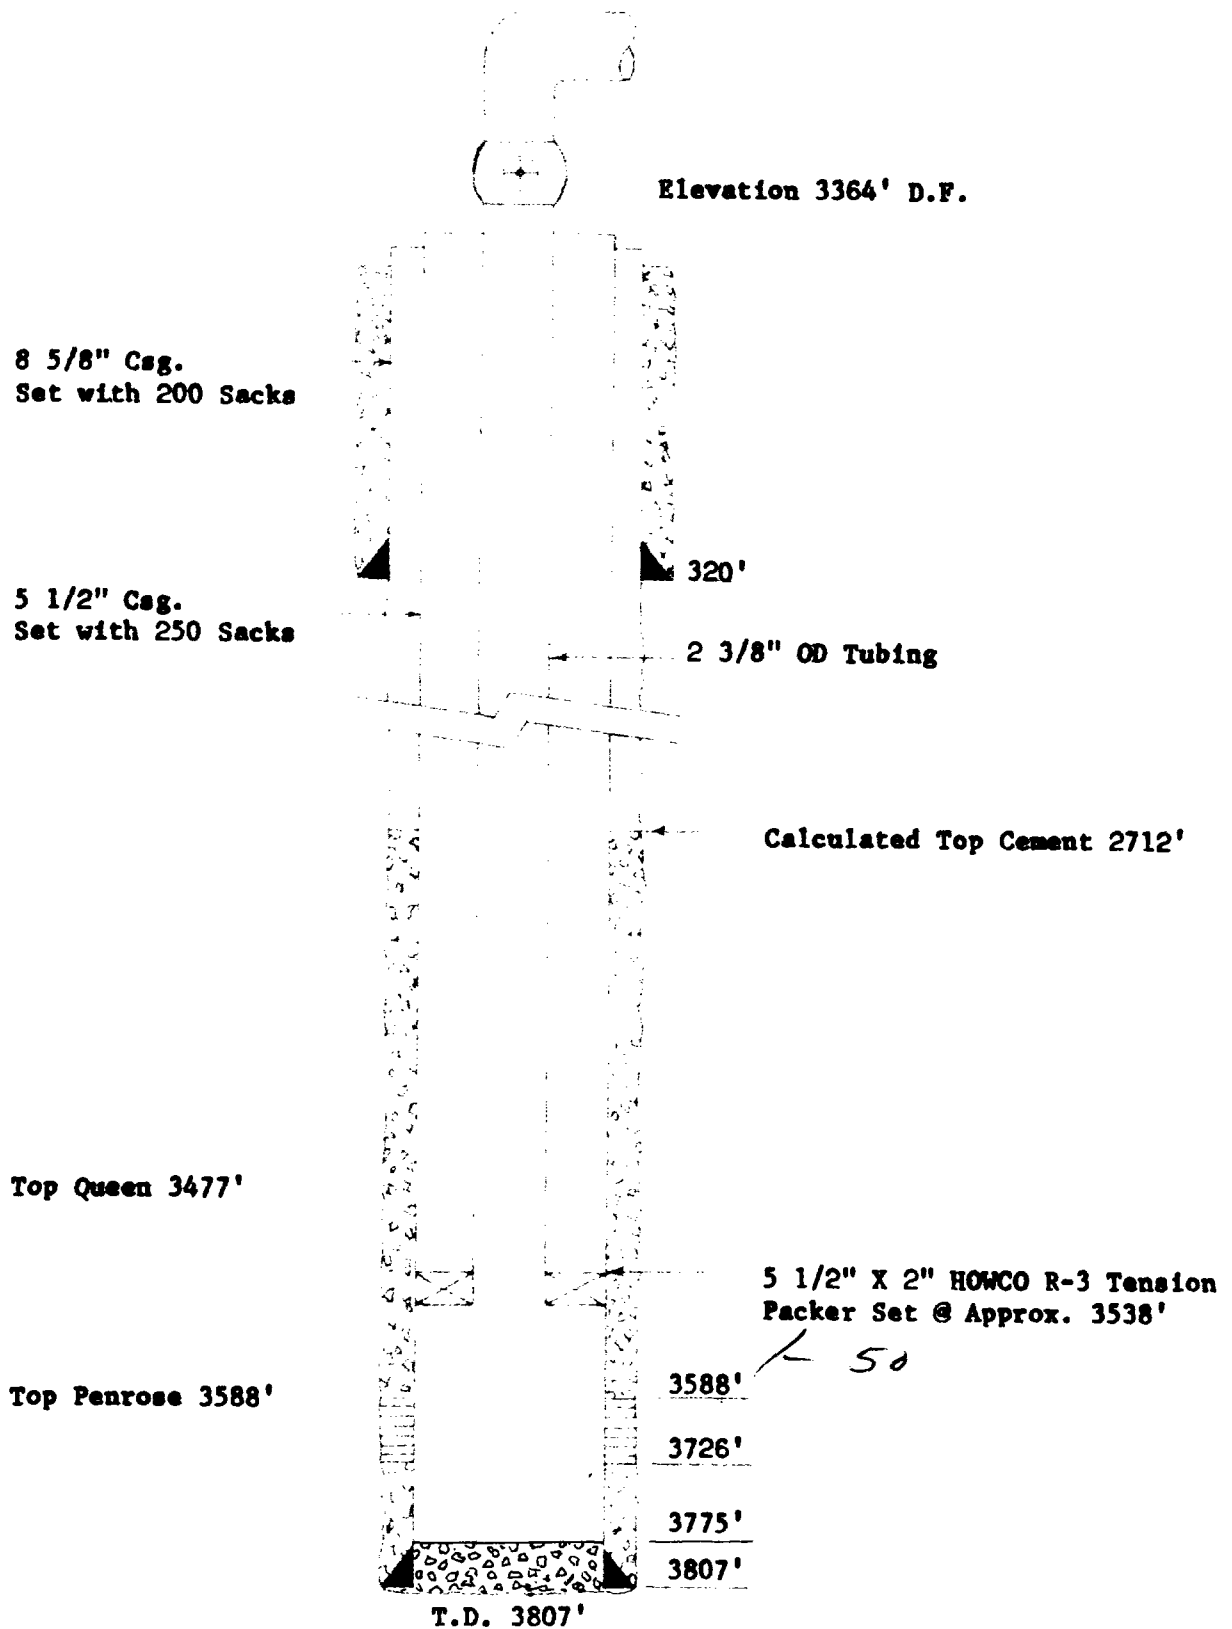 Elevation 3364' D.F.
8 5/8" Csg.
Set with 200 Sacks
320'
5 1/2" Csg.
Set with 250 Sacks
2 3/8" OD Tubing
Calculated Top Cement 2712'
Top Queen 3477'
5 1/2" X 2" HOWCO R-3 Tension
Packer Set @ Approx. 3538'
50
Top Penrose 3588'
3588'
3726'
3775'
3807'
T.D. 3807'